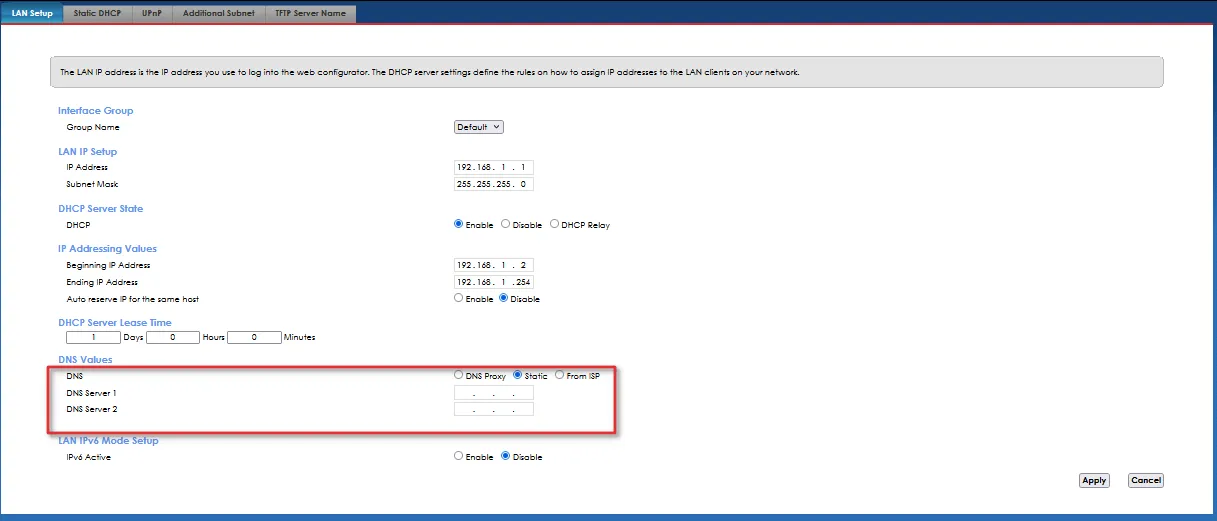 LAN Setup Static DHCP UPnP Additional Subnet TFTP Server Name
The LAN IP address is the IP address you use to log into the web configurator. The DHCP server settings define the rules on how to assign IP addresses to the LAN clients on your network.
Interface Group
Group Name Default
LAN IP Setup
IP Address 192.168. 1 . 1
Subnet Mask 255.255.255. 0
DHCP Server State
DHCP Enable Disable DHCP Relay
IP Addressing Values
Beginning IP Address 192.168. 1 . 2
Ending IP Address 192.168. 1 .254
Auto reserve IP for the same host Enable Disable
DHCP Server Lease Time
1 Days 0 Hours 0 Minutes
DNS Values
DNS DNS Proxy Static From ISP
DNS Server 1 . . .
DNS Server 2 . . .
LAN IPv6 Mode Setup
IPv6 Active Enable Disable
Apply Cancel